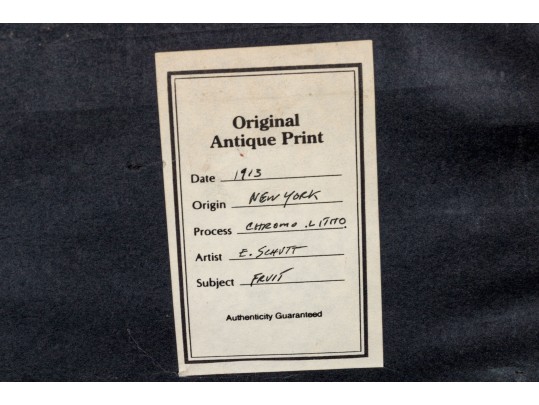 Original
Antique Print
Date 1913
Origin NEW YORK
Process CHROMO LITHO
Artist E. SCHUTT
Subject FRUIT
Authenticity Guaranteed